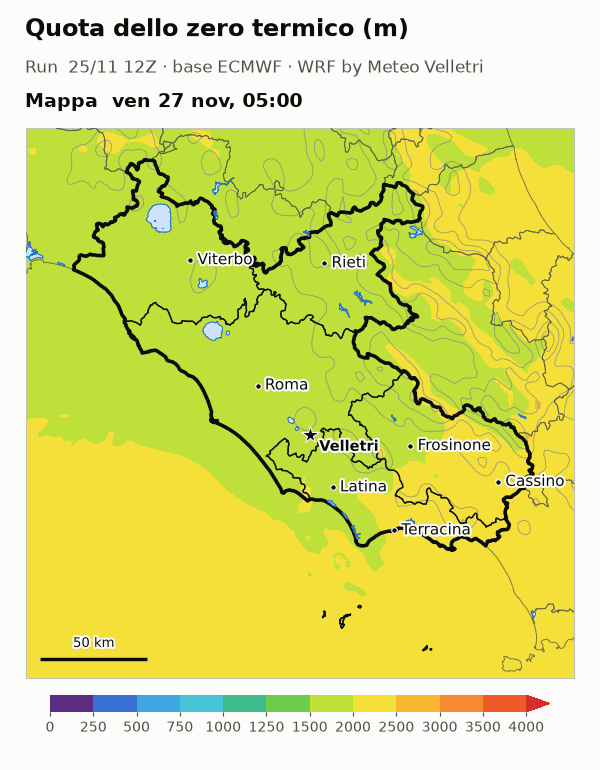 Quota dello zero termico (m)
Run  25/11 12Z · base ECMWF · WRF by Meteo Velletri
Mappa  ven 27 nov, 05:00
Viterbo
Rieti
Roma
Velletri
Frosinone
Cassino
Latina
Terracina
50 km
0 250 500 750 1000 1250 1500 2000 2500 3000 3500 4000